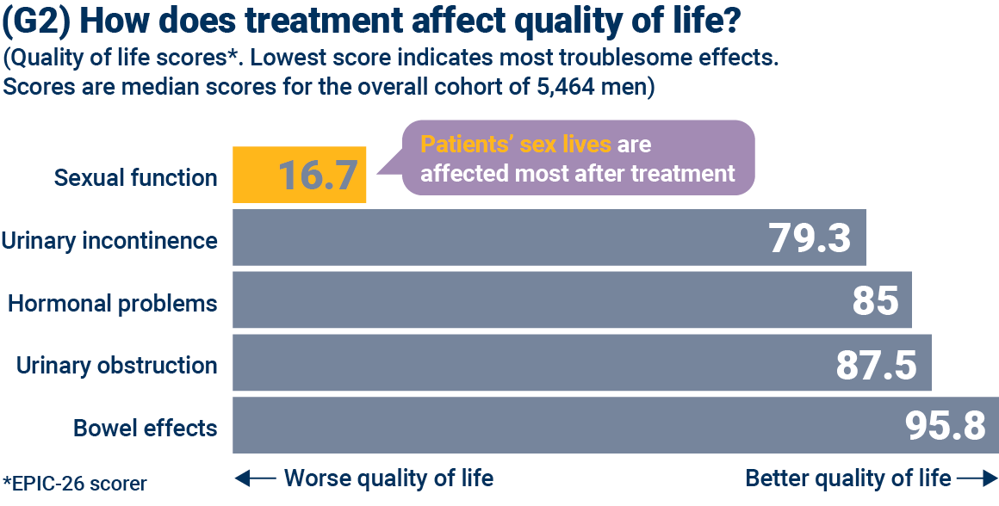 (G2) How does treatment affect quality of life?
(Quality of life scores*. Lowest score indicates most troublesome effects.
Scores are median scores for the overall cohort of 5,464 men)
Sexual function
16.7
Patients’ sex lives are
affected most after treatment
Urinary incontinence
79.3
Hormonal problems
85
Urinary obstruction
87.5
Bowel effects
95.8
*EPIC-26 scorer
Worse quality of life
Better quality of life